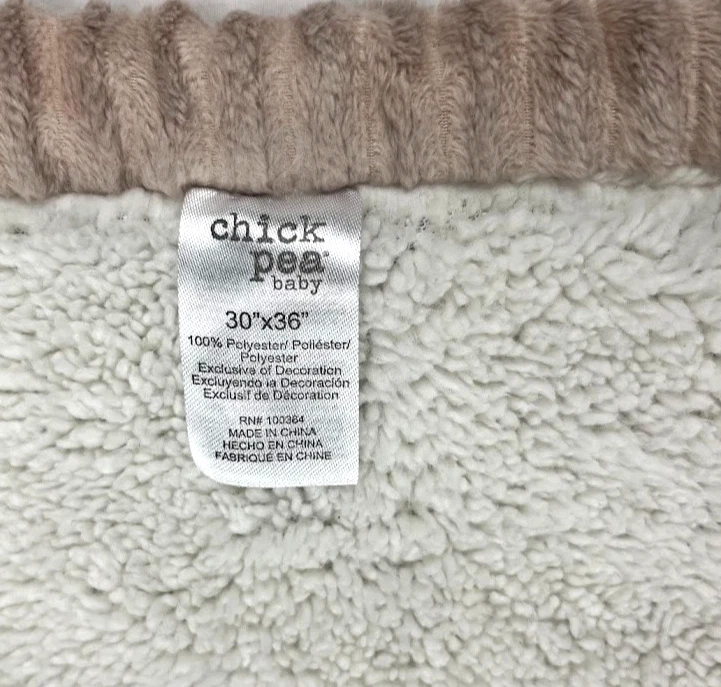 chick
pea™
baby
30”x36”
100% Polyester/ Poliéster/
Polyester
Exclusive of Decoration
Excluyendo la Decoración
Exclusif de Décoration
RN# 100364
MADE IN CHINA
HECHO EN CHINA
FABRIQUÉ EN CHINE